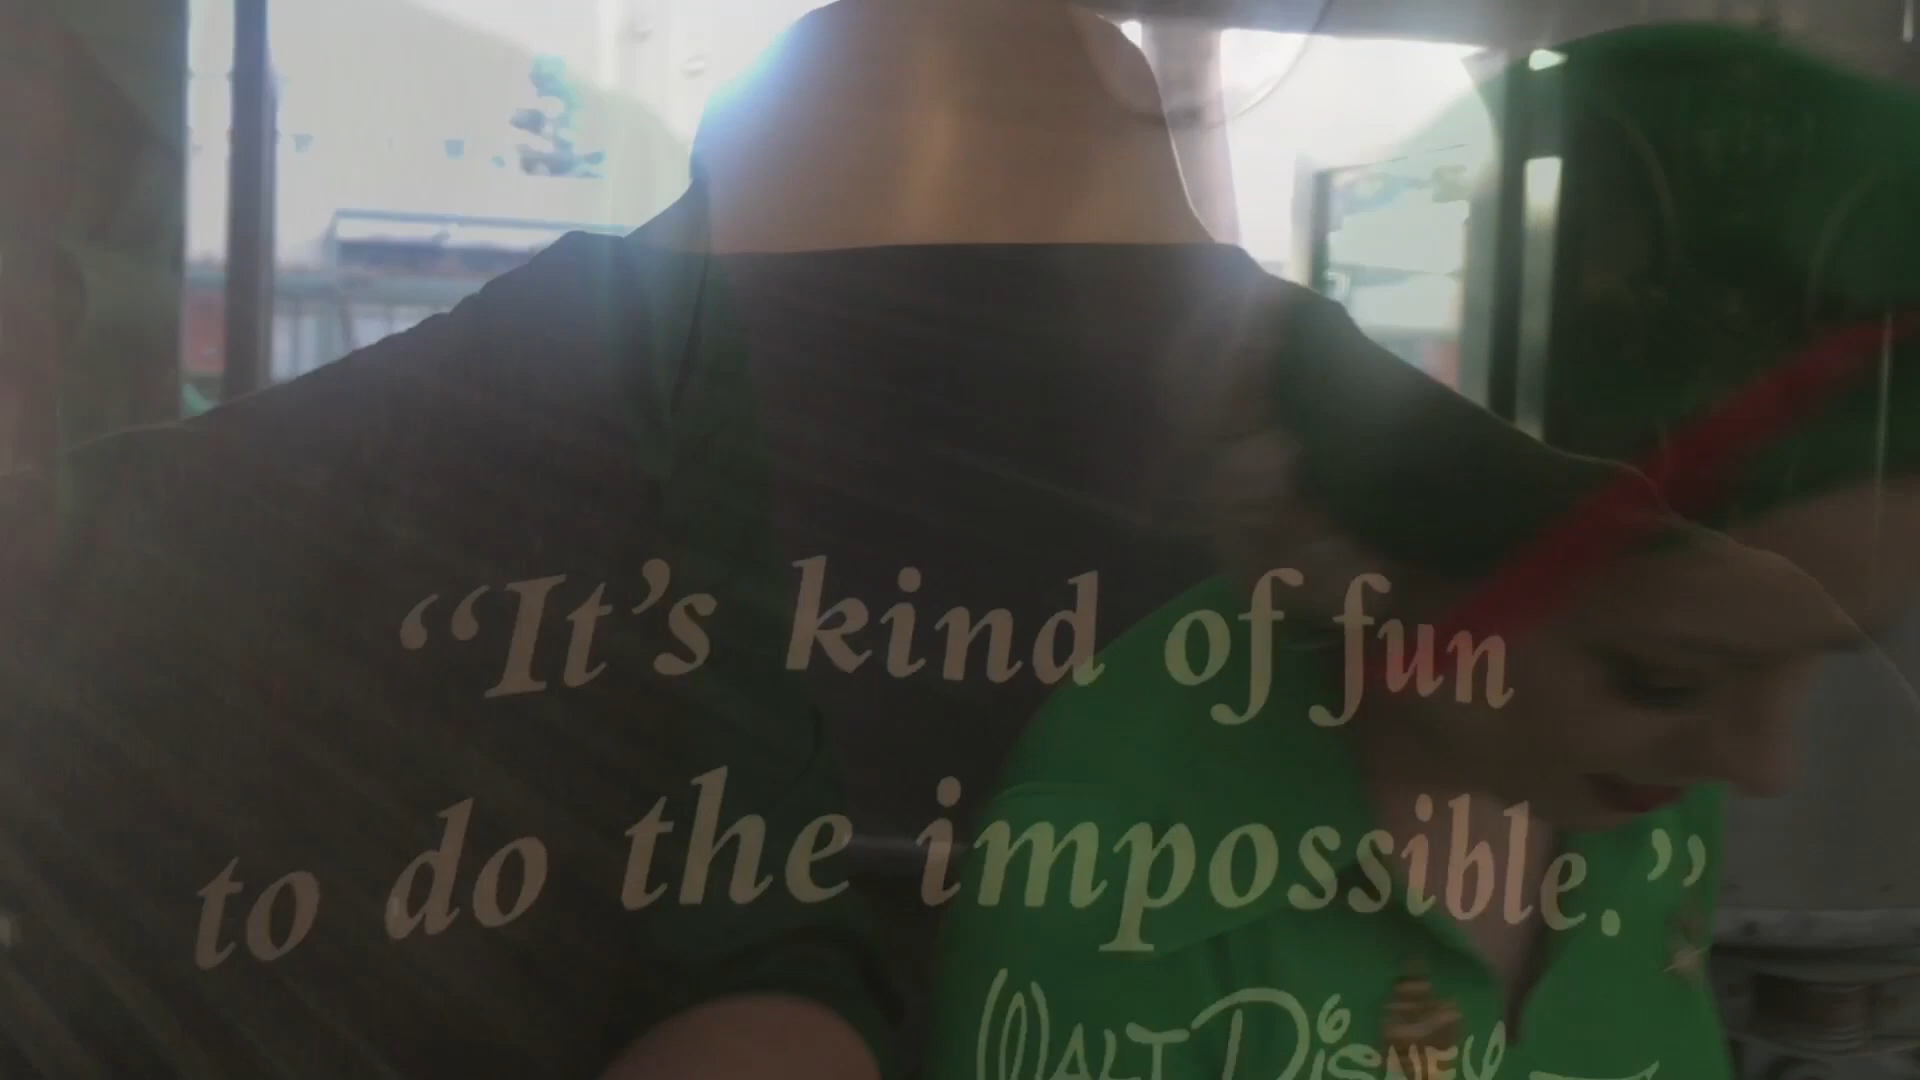 “It’s kind of fun
to do the impossible.”
WALT DISNEY